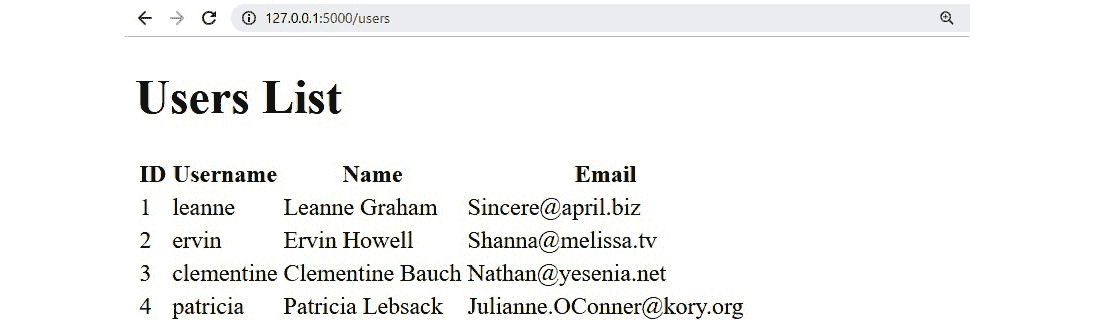 127.0.0.1:5000/users
Users List
ID Username Name Email
1 leanne Leanne Graham Sincere@april.biz
2 ervin Ervin Howell Shanna@melissa.tv
3 clementine Clementine Bauch Nathan@yesenia.net
4 patricia Patricia Lebsack Julianne.OConner@kory.org